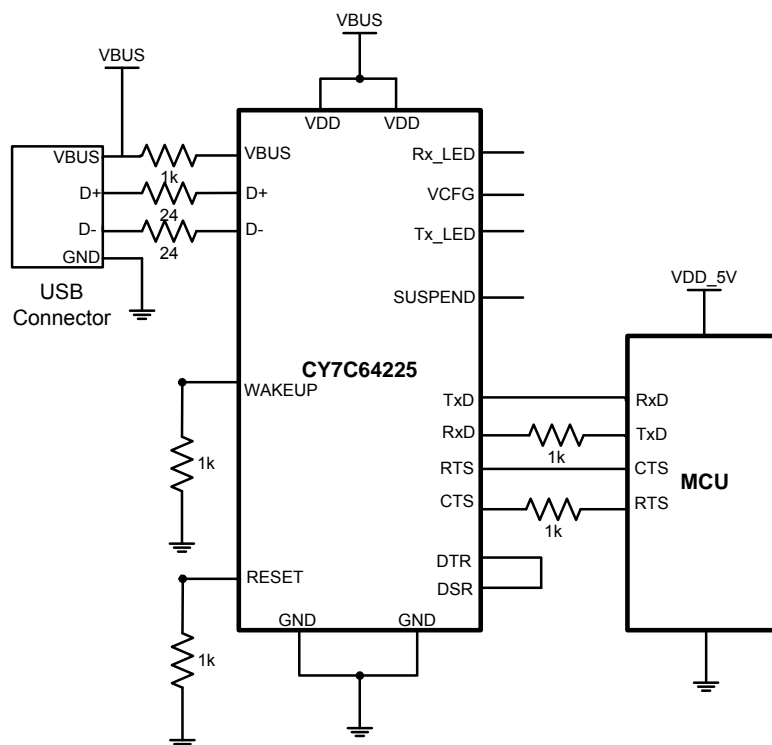 VBUS
VBUS
VDD VDD
VBUS
1k
VBUS
D+
24
D+
D-
24
D-
GND
USB
Connector
Rx_LED
VCFG
Tx_LED
SUSPEND
VDD_5V
CY7C64225
WAKEUP
1k
TxD
RxD
RxD
1k
TxD
RTS
CTS
CTS
1k
RTS
MCU
DTR
DSR
RESET
1k
GND GND